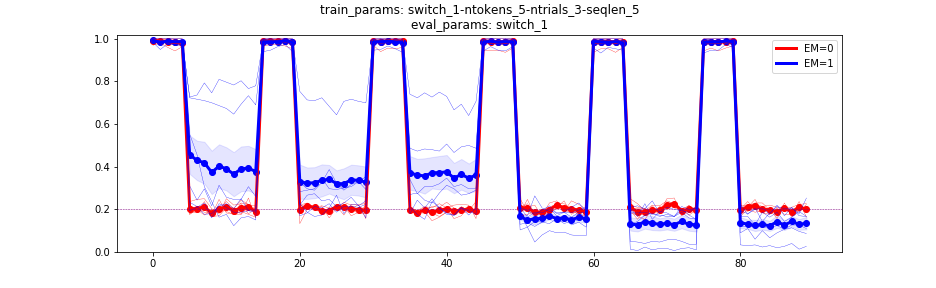 train_params: switch_1-ntokens_5-ntrials_3-seqlen_5
eval_params: switch_1
1.0
0.8
0.6
0.4
0.2
0.0
0 20 40 60 80
EM=0
EM=1